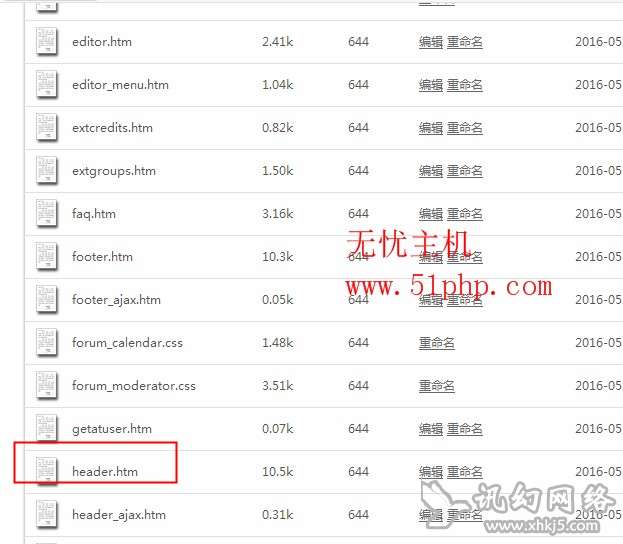 editor.htm 2.41k 644 编辑 重命名 2016-05
editor_menu.htm 1.04k 644 编辑 重命名 2016-05
extcredits.htm 0.82k 644 编辑 重命名 2016-05
extgroups.htm 1.50k 644 编辑 重命名 2016-05
faq.htm 3.16k 644 编辑 重命名 2016-05
无忧主机
footer.htm 10.3k 644 编辑 重命名 2016-05
www.51php.com
footer_ajax.htm 0.05k 644 编辑 重命名 2016-05
forum_calendar.css 1.48k 644 重命名 2016-05
forum_moderator.css 3.51k 644 重命名 2016-05
getatuser.htm 0.07k 644 编辑 重命名 2016-05
header.htm 10.5k 644 编辑 重命名 2016-05
header_ajax.htm 0.31k 644 编辑 重命名 2016-05
讯幻网络
www.xhkj5.com